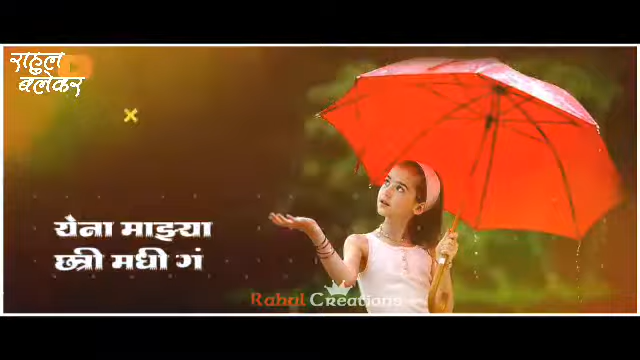 राहुल
बलेकर
येना माझ्या
छत्री मधी गं
Rahul Creations